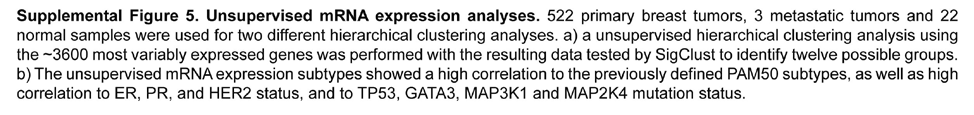 Supplemental Figure 5. Unsupervised mRNA expression analyses. 522 primary breast tumors, 3 metastatic tumors and 22
normal samples were used for two different hierarchical clustering analyses. a) a unsupervised hierarchical clustering analysis using
the ~3600 most variably expressed genes was performed with the resulting data tested by SigClust to identify twelve possible groups.
b) The unsupervised mRNA expression subtypes showed a high correlation to the previously defined PAM50 subtypes, as well as high
correlation to ER, PR, and HER2 status, and to TP53, GATA3, MAP3K1 and MAP2K4 mutation status.